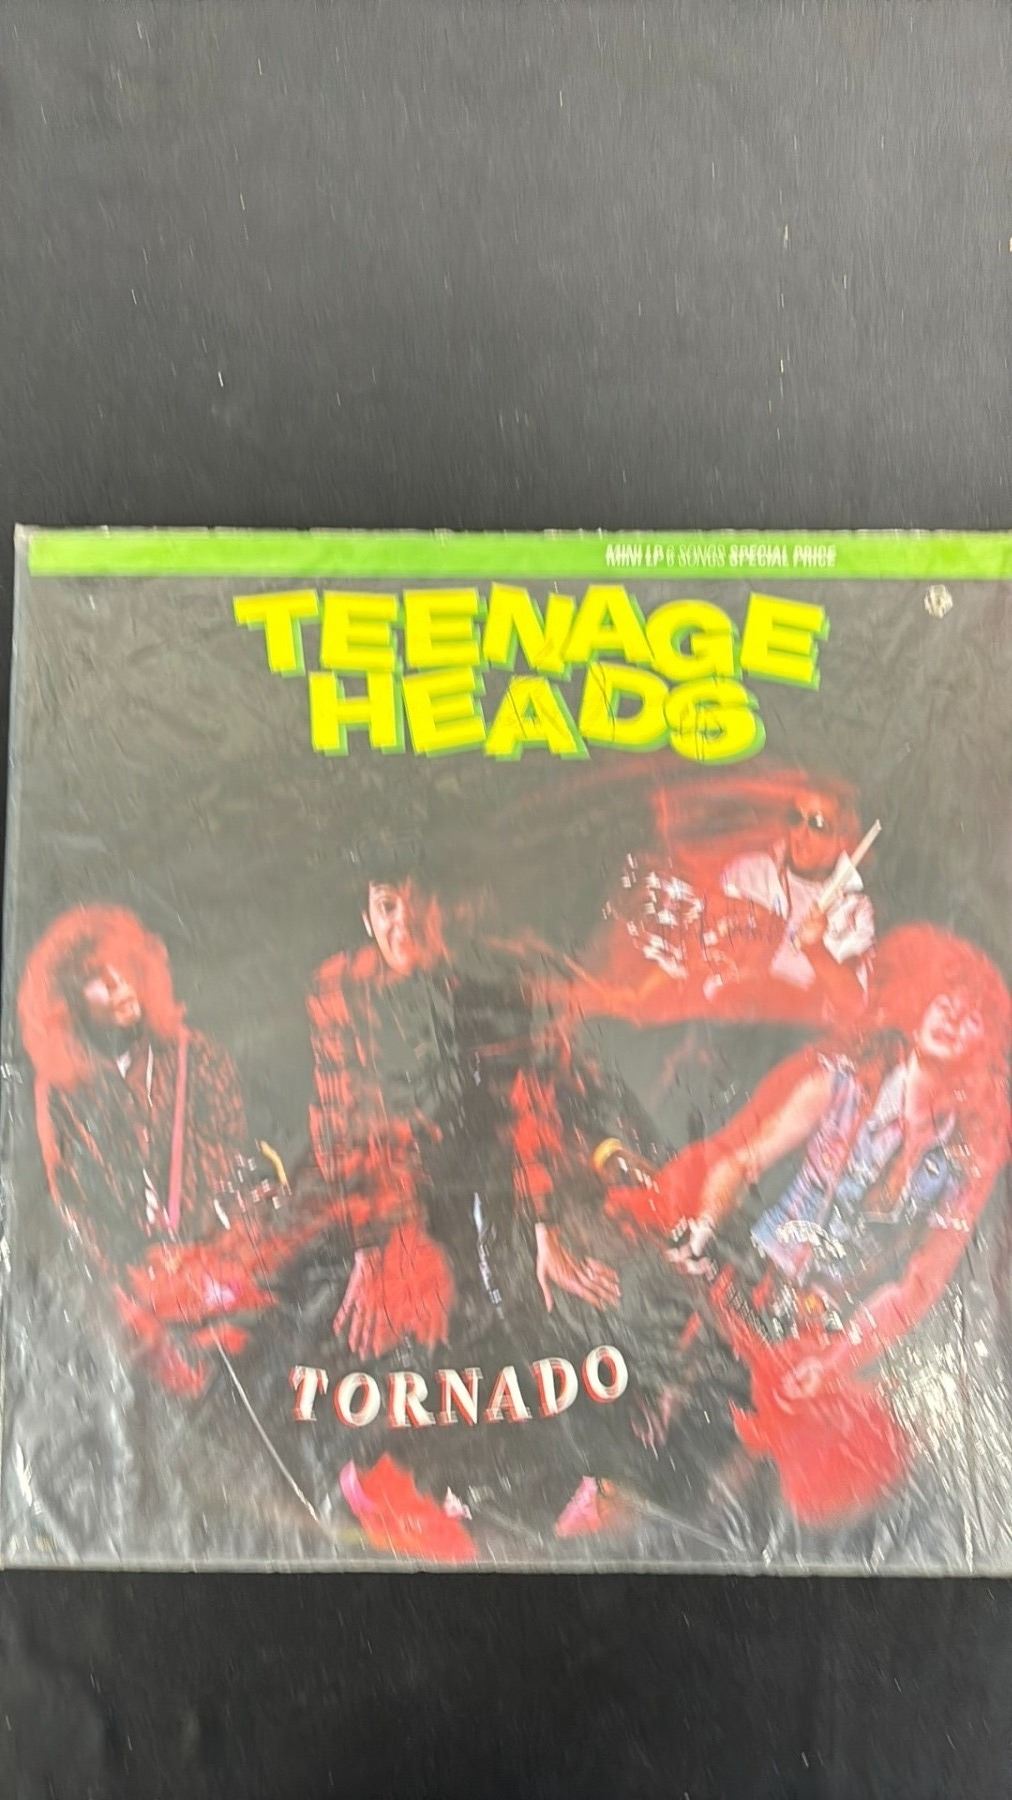 MINI LP 6 SONGS SPECIAL PRICE
TEENAGE
HEADS
TORNADO